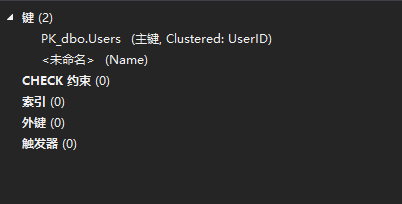 键 (2)
PK_dbo.Users (主键, Clustered: UserID)
<未命名> (Name)
CHECK 约束 (0)
索引 (0)
外键 (0)
触发器 (0)